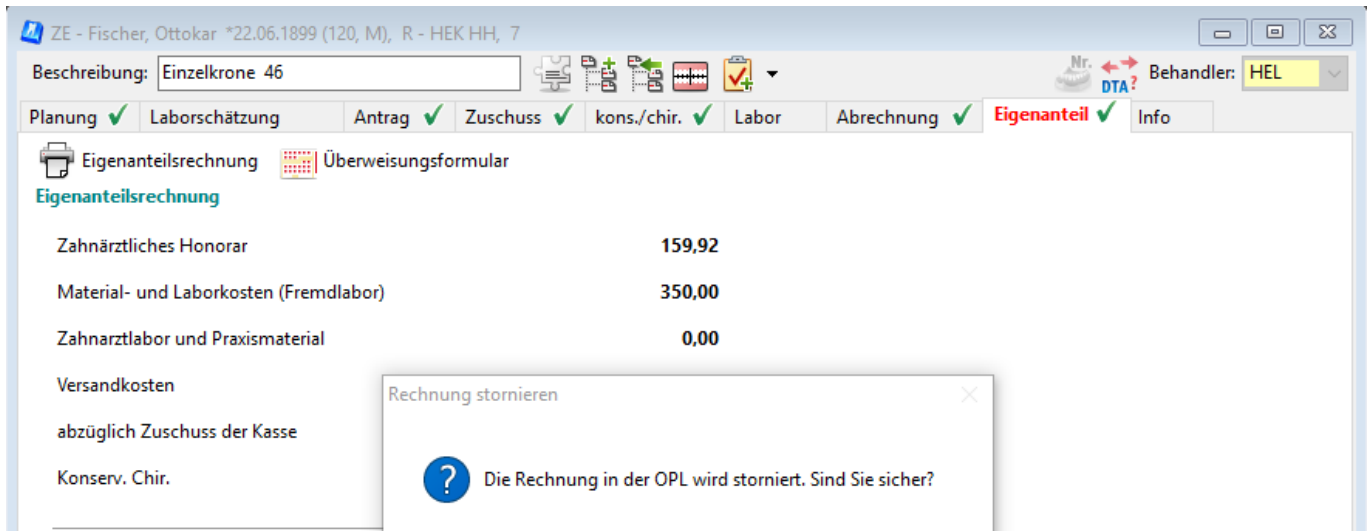 ZE - Fischer, Ottokar *22.06.1899 (120, M), R - HEK HH, 7
Beschreibung: Einzelkrone 46 Nr. DTA? Behandler: HEL
Planung Laborschätzung Antrag Zuschuss kons./chir. Labor Abrechnung Eigenanteil Info
Eigenanteilsrechnung Überweisungsformular
Eigenanteilsrechnung
Zahnärztliches Honorar 159,92
Material- und Laborkosten (Fremdlabor) 350,00
Zahnarztlabor und Praxismaterial 0,00
Versandkosten
Rechnung stornieren
abzüglich Zuschuss der Kasse
Konserv. Chir.
Die Rechnung in der OPL wird storniert. Sind Sie sicher?